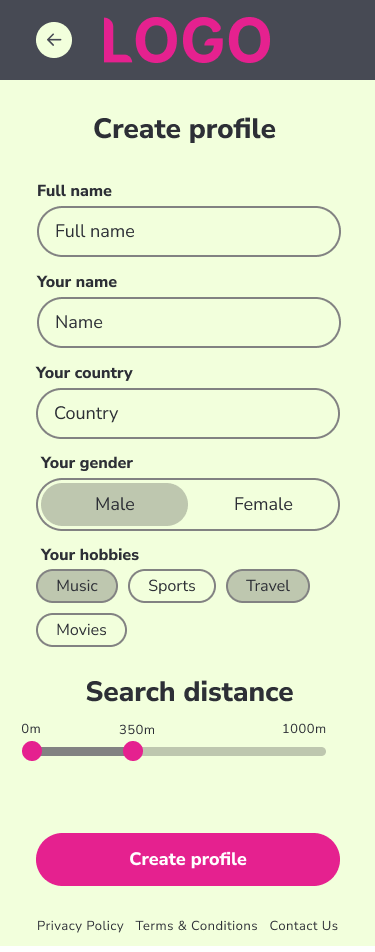 LOGO
Create profile
Full name
Full name
Your name
Name
Your country
Country
Your gender
Male Female
Your hobbies
Music Sports Travel
Movies
Search distance
0m 350m 1000m
Create profile
Privacy Policy Terms & Conditions Contact Us